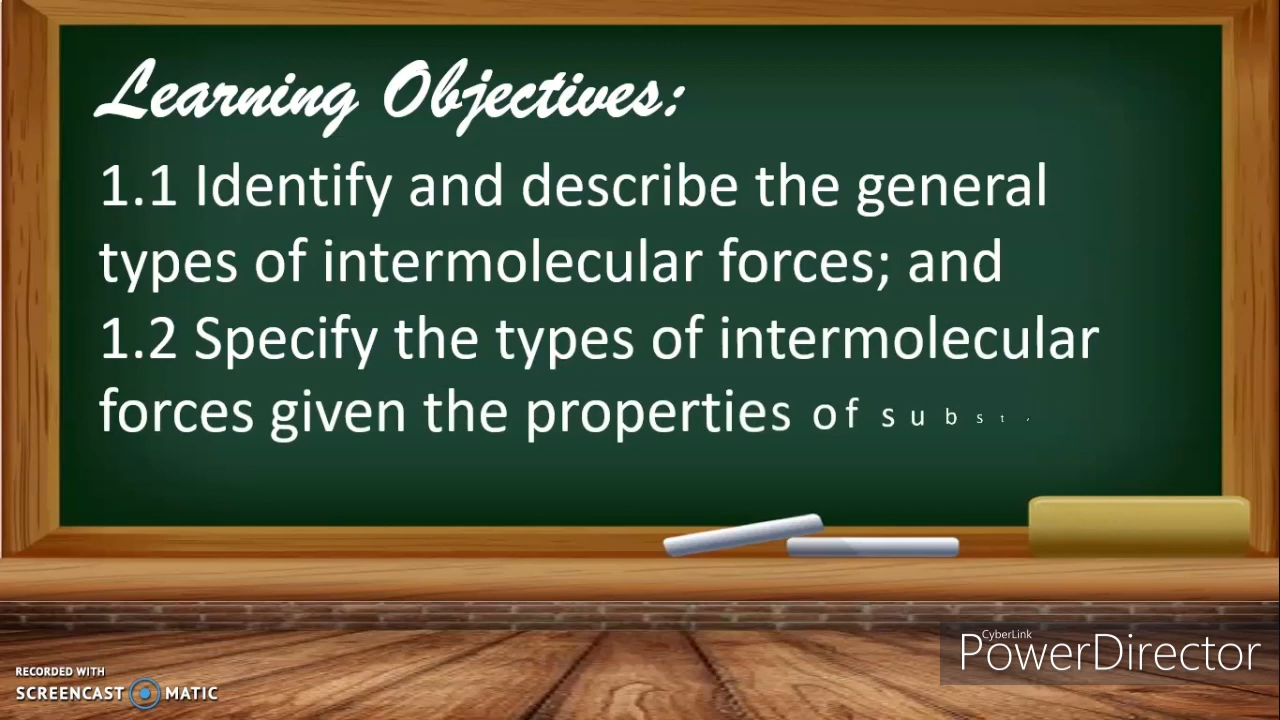 Learning Objectives:
1.1 Identify and describe the general
types of intermolecular forces; and
1.2 Specify the types of intermolecular
forces given the properties of subst
CyberLink
PowerDirector
RECORDED WITH
SCREENCAST MATIC